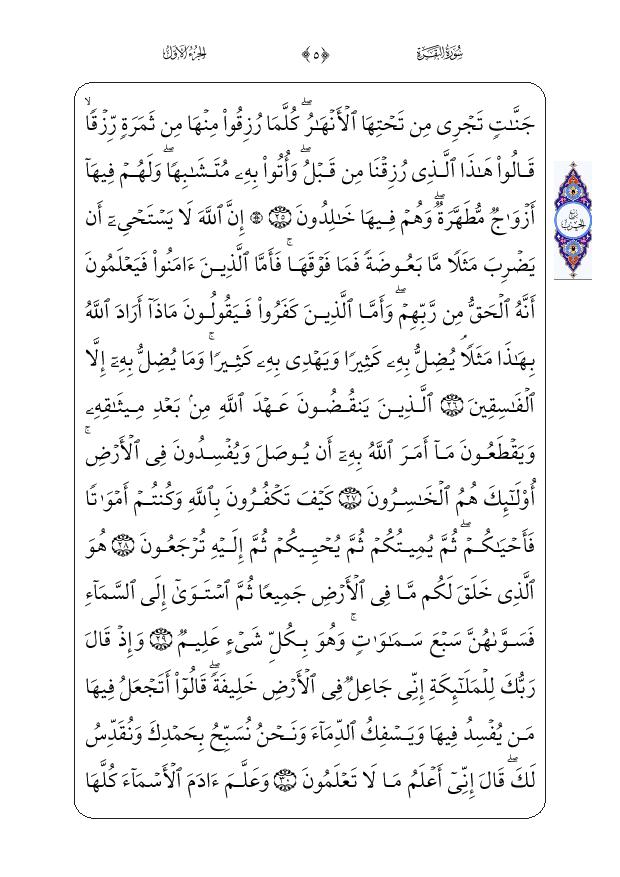 سُورَةُ البَقَرَةِ ﴿٥﴾ الجُزْءُ الأَوَّلُ
جَنَّٰتٖ تَجۡرِي مِن تَحۡتِهَا ٱلۡأَنۡهَٰرُۖ كُلَّمَا رُزِقُواْ مِنۡهَا مِن ثَمَرَةٖ رِّزۡقٗا ۙ
قَالُواْ هَٰذَا ٱلَّذِي رُزِقۡنَا مِن قَبۡلُۖ وَأُتُواْ بِهِۦ مُتَشَٰبِهٗاۖ وَلَهُمۡ فِيهَآ
أَزۡوَٰجٞ مُّطَهَّرَةٞۖ وَهُمۡ فِيهَا خَٰلِدُونَ ٢٥ ۞ إِنَّ ٱللَّهَ لَا يَسۡتَحۡيِۦٓ أَن
رُبْعُ الحِزْب
يَضۡرِبَ مَثَلٗا مَّا بَعُوضَةٗ فَمَا فَوۡقَهَاۚ فَأَمَّا ٱلَّذِينَ ءَامَنُواْ فَيَعۡلَمُونَ
أَنَّهُ ٱلۡحَقُّ مِن رَّبِّهِمۡۖ وَأَمَّا ٱلَّذِينَ كَفَرُواْ فَيَقُولُونَ مَاذَآ أَرَادَ ٱللَّهُ
بِهَٰذَا مَثَلٗاۘ يُضِلُّ بِهِۦ كَثِيرٗا وَيَهۡدِي بِهِۦ كَثِيرٗاۚ وَمَا يُضِلُّ بِهِۦٓ إِلَّا
ٱلۡفَٰسِقِينَ ٢٦ ٱلَّذِينَ يَنقُضُونَ عَهۡدَ ٱللَّهِ مِنۢ بَعۡدِ مِيثَٰقِهِۦ
وَيَقۡطَعُونَ مَآ أَمَرَ ٱللَّهُ بِهِۦٓ أَن يُوصَلَ وَيُفۡسِدُونَ فِي ٱلۡأَرۡضِۚ
أُوْلَٰٓئِكَ هُمُ ٱلۡخَٰسِرُونَ ٢٧ كَيۡفَ تَكۡفُرُونَ بِٱللَّهِ وَكُنتُمۡ أَمۡوَٰتٗا
فَأَحۡيَٰكُمۡۖ ثُمَّ يُمِيتُكُمۡ ثُمَّ يُحۡيِيكُمۡ ثُمَّ إِلَيۡهِ تُرۡجَعُونَ ٢٨ هُوَ
ٱلَّذِي خَلَقَ لَكُم مَّا فِي ٱلۡأَرۡضِ جَمِيعٗا ثُمَّ ٱسۡتَوَىٰٓ إِلَى ٱلسَّمَآءِ
فَسَوَّىٰهُنَّ سَبۡعَ سَمَٰوَٰتٖۚ وَهُوَ بِكُلِّ شَيۡءٍ عَلِيمٞ ٢٩ وَإِذۡ قَالَ
رَبُّكَ لِلۡمَلَٰٓئِكَةِ إِنِّي جَاعِلٞ فِي ٱلۡأَرۡضِ خَلِيفَةٗۖ قَالُوٓاْ أَتَجۡعَلُ فِيهَا
مَن يُفۡسِدُ فِيهَا وَيَسۡفِكُ ٱلدِّمَآءَ وَنَحۡنُ نُسَبِّحُ بِحَمۡدِكَ وَنُقَدِّسُ
لَكَۖ قَالَ إِنِّيٓ أَعۡلَمُ مَا لَا تَعۡلَمُونَ ٣٠ وَعَلَّمَ ءَادَمَ ٱلۡأَسۡمَآءَ كُلَّهَا